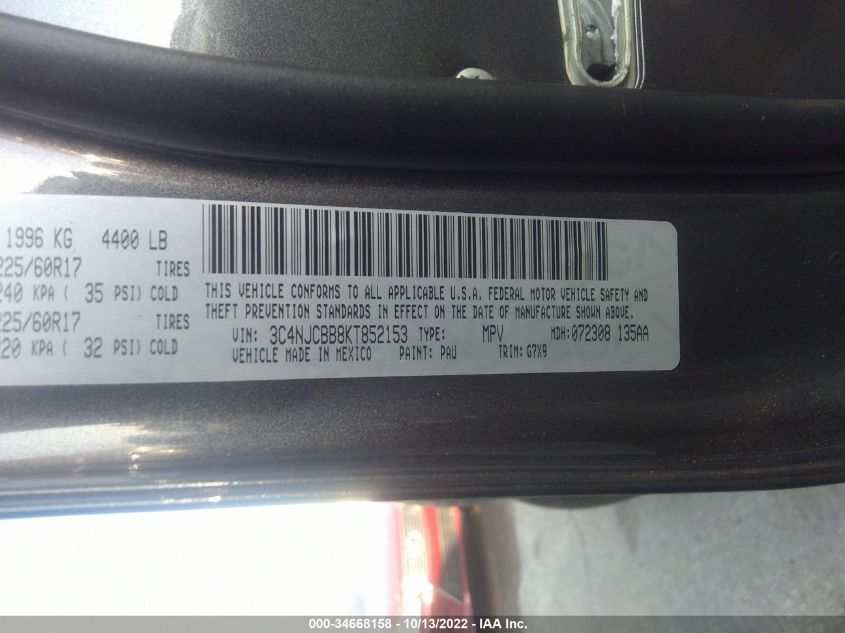 1996 KG 4400 LB
225/60R17 TIRES
240 KPA ( 35 PSI) COLD
225/60R17 TIRES
220 KPA ( 32 PSI) COLD
THIS VEHICLE CONFORMS TO ALL APPLICABLE U.S.A. FEDERAL MOTOR VEHICLE SAFETY AND
THEFT PREVENTION STANDARDS IN EFFECT ON THE DATE OF MANUFACTURE SHOWN ABOVE.
VIN: 3C4NJCBB8KT852153 TYPE: MPV MDH:072308 135AA
VEHICLE MADE IN MEXICO PAINT: PAU TRIM: G7X9
000-34668158 - 10/13/2022 - IAA, Inc.